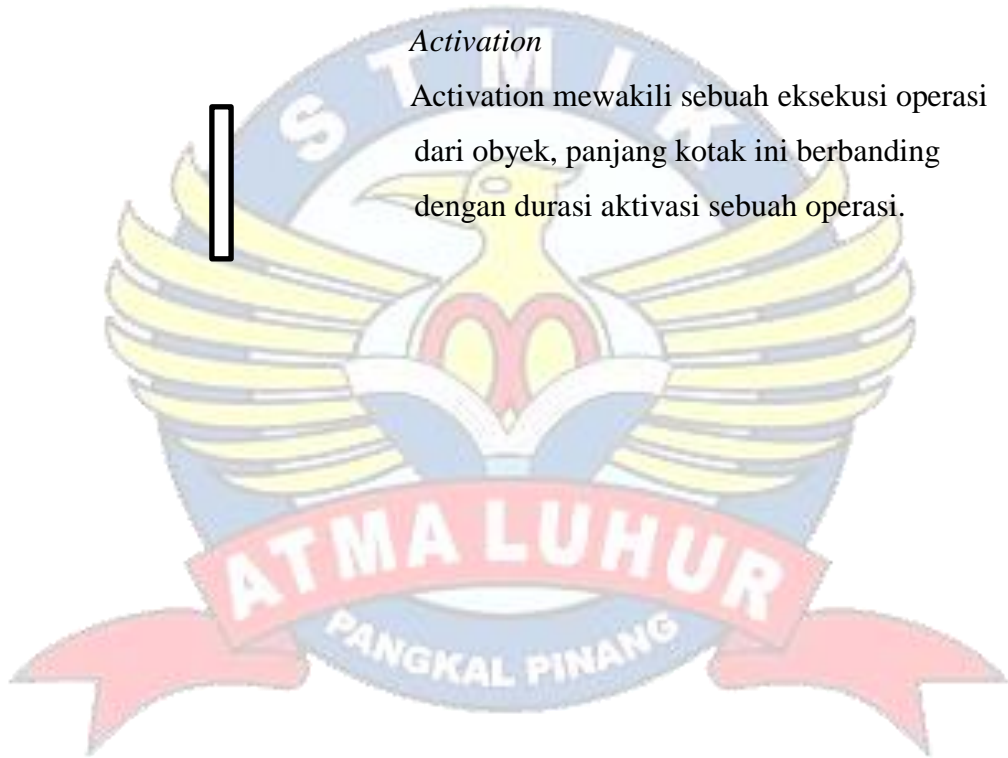 Activation
Activation mewakili sebuah eksekusi operasi
dari obyek, panjang kotak ini berbanding
dengan durasi aktivasi sebuah operasi.
STMIK
ATMA LUHUR
PANGKAL PINANG